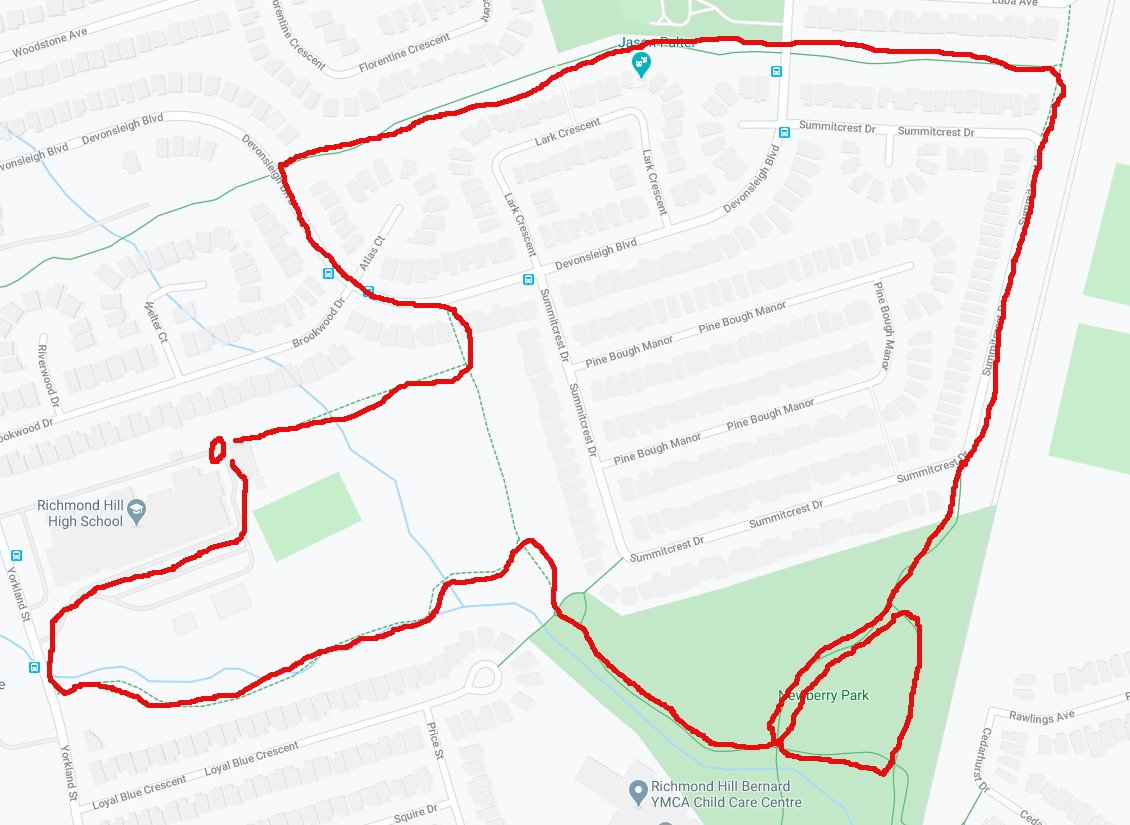 Luba Ave
Woodstone Ave
Florentine Crescent
Crescent
Devonsleigh Blvd
Devonsleigh Blvd
Summitcrest Dr
Summitcrest Dr
Lark Crescent
Lark Crescent
Lark Crescent
Devonsleigh Blvd
Devonsleigh Blvd
Atlas Ct
Welter Ct
Brookwood Dr
Riverwood Dr
Summitcrest Dr
Pine Bough Manor
Pine Bough Manor
Pine Bough Manor
Summitcrest Dr
Pine Bough Manor
Pine Bough Manor
Summitcrest Dr
Summitcrest Dr
Summitcrest Dr
Richmond Hill
High School
Yorkland St
Newberry Park
Rawlings Ave
Cedarhurst Dr
Yorkland St
Price St
Loyal Blue Crescent
Loyal Blue Crescent
Squire Dr
Richmond Hill Bernard
YMCA Child Care Centre